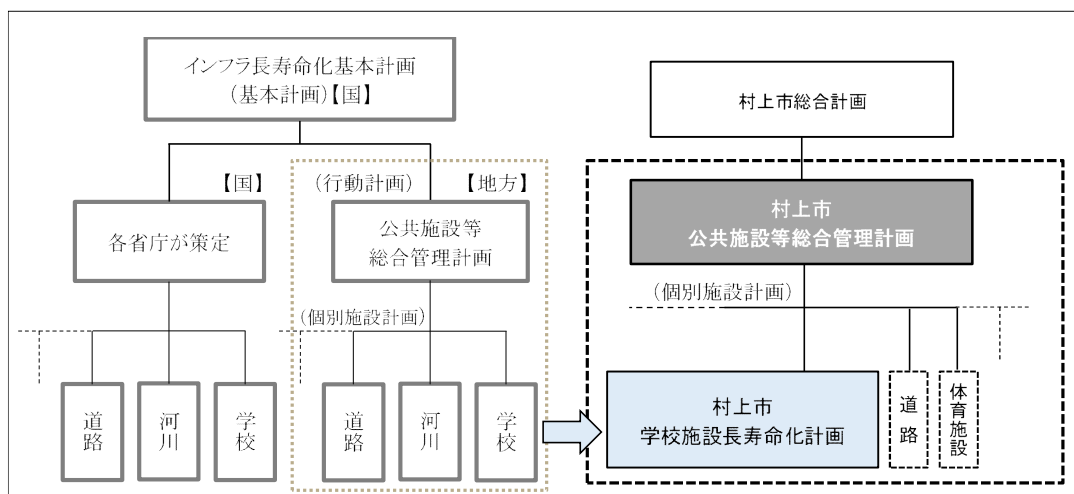 インフラ長寿命化基本計画
(基本計画)【国】
【国】
各省庁が策定
道路
河川
学校
(行動計画)
【地方】
公共施設等
総合管理計画
(個別施設計画)
道路
河川
学校
村上市総合計画
村上市
公共施設等総合管理計画
(個別施設計画)
村上市
学校施設長寿命化計画
道路
体育施設